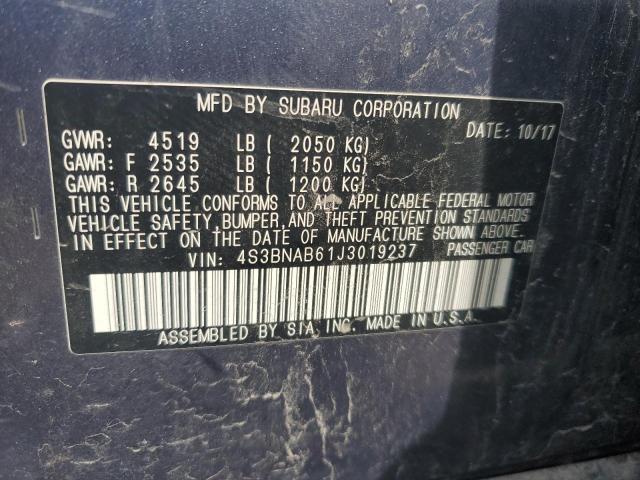 MFD BY SUBARU CORPORATION
DATE: 10/17
GVWR: 4519 LB ( 2050 KG)
GAWR: F 2535 LB ( 1150 KG)
GAWR: R 2645 LB ( 1200 KG)
THIS VEHICLE CONFORMS TO ALL APPLICABLE FEDERAL MOTOR
VEHICLE SAFETY, BUMPER, AND THEFT PREVENTION STANDARDS
IN EFFECT ON THE DATE OF MANUFACTURE SHOWN ABOVE.
VIN: 4S3BNAB61J3019237 PASSENGER CAR
ASSEMBLED BY SIA, INC. MADE IN U.S.A.